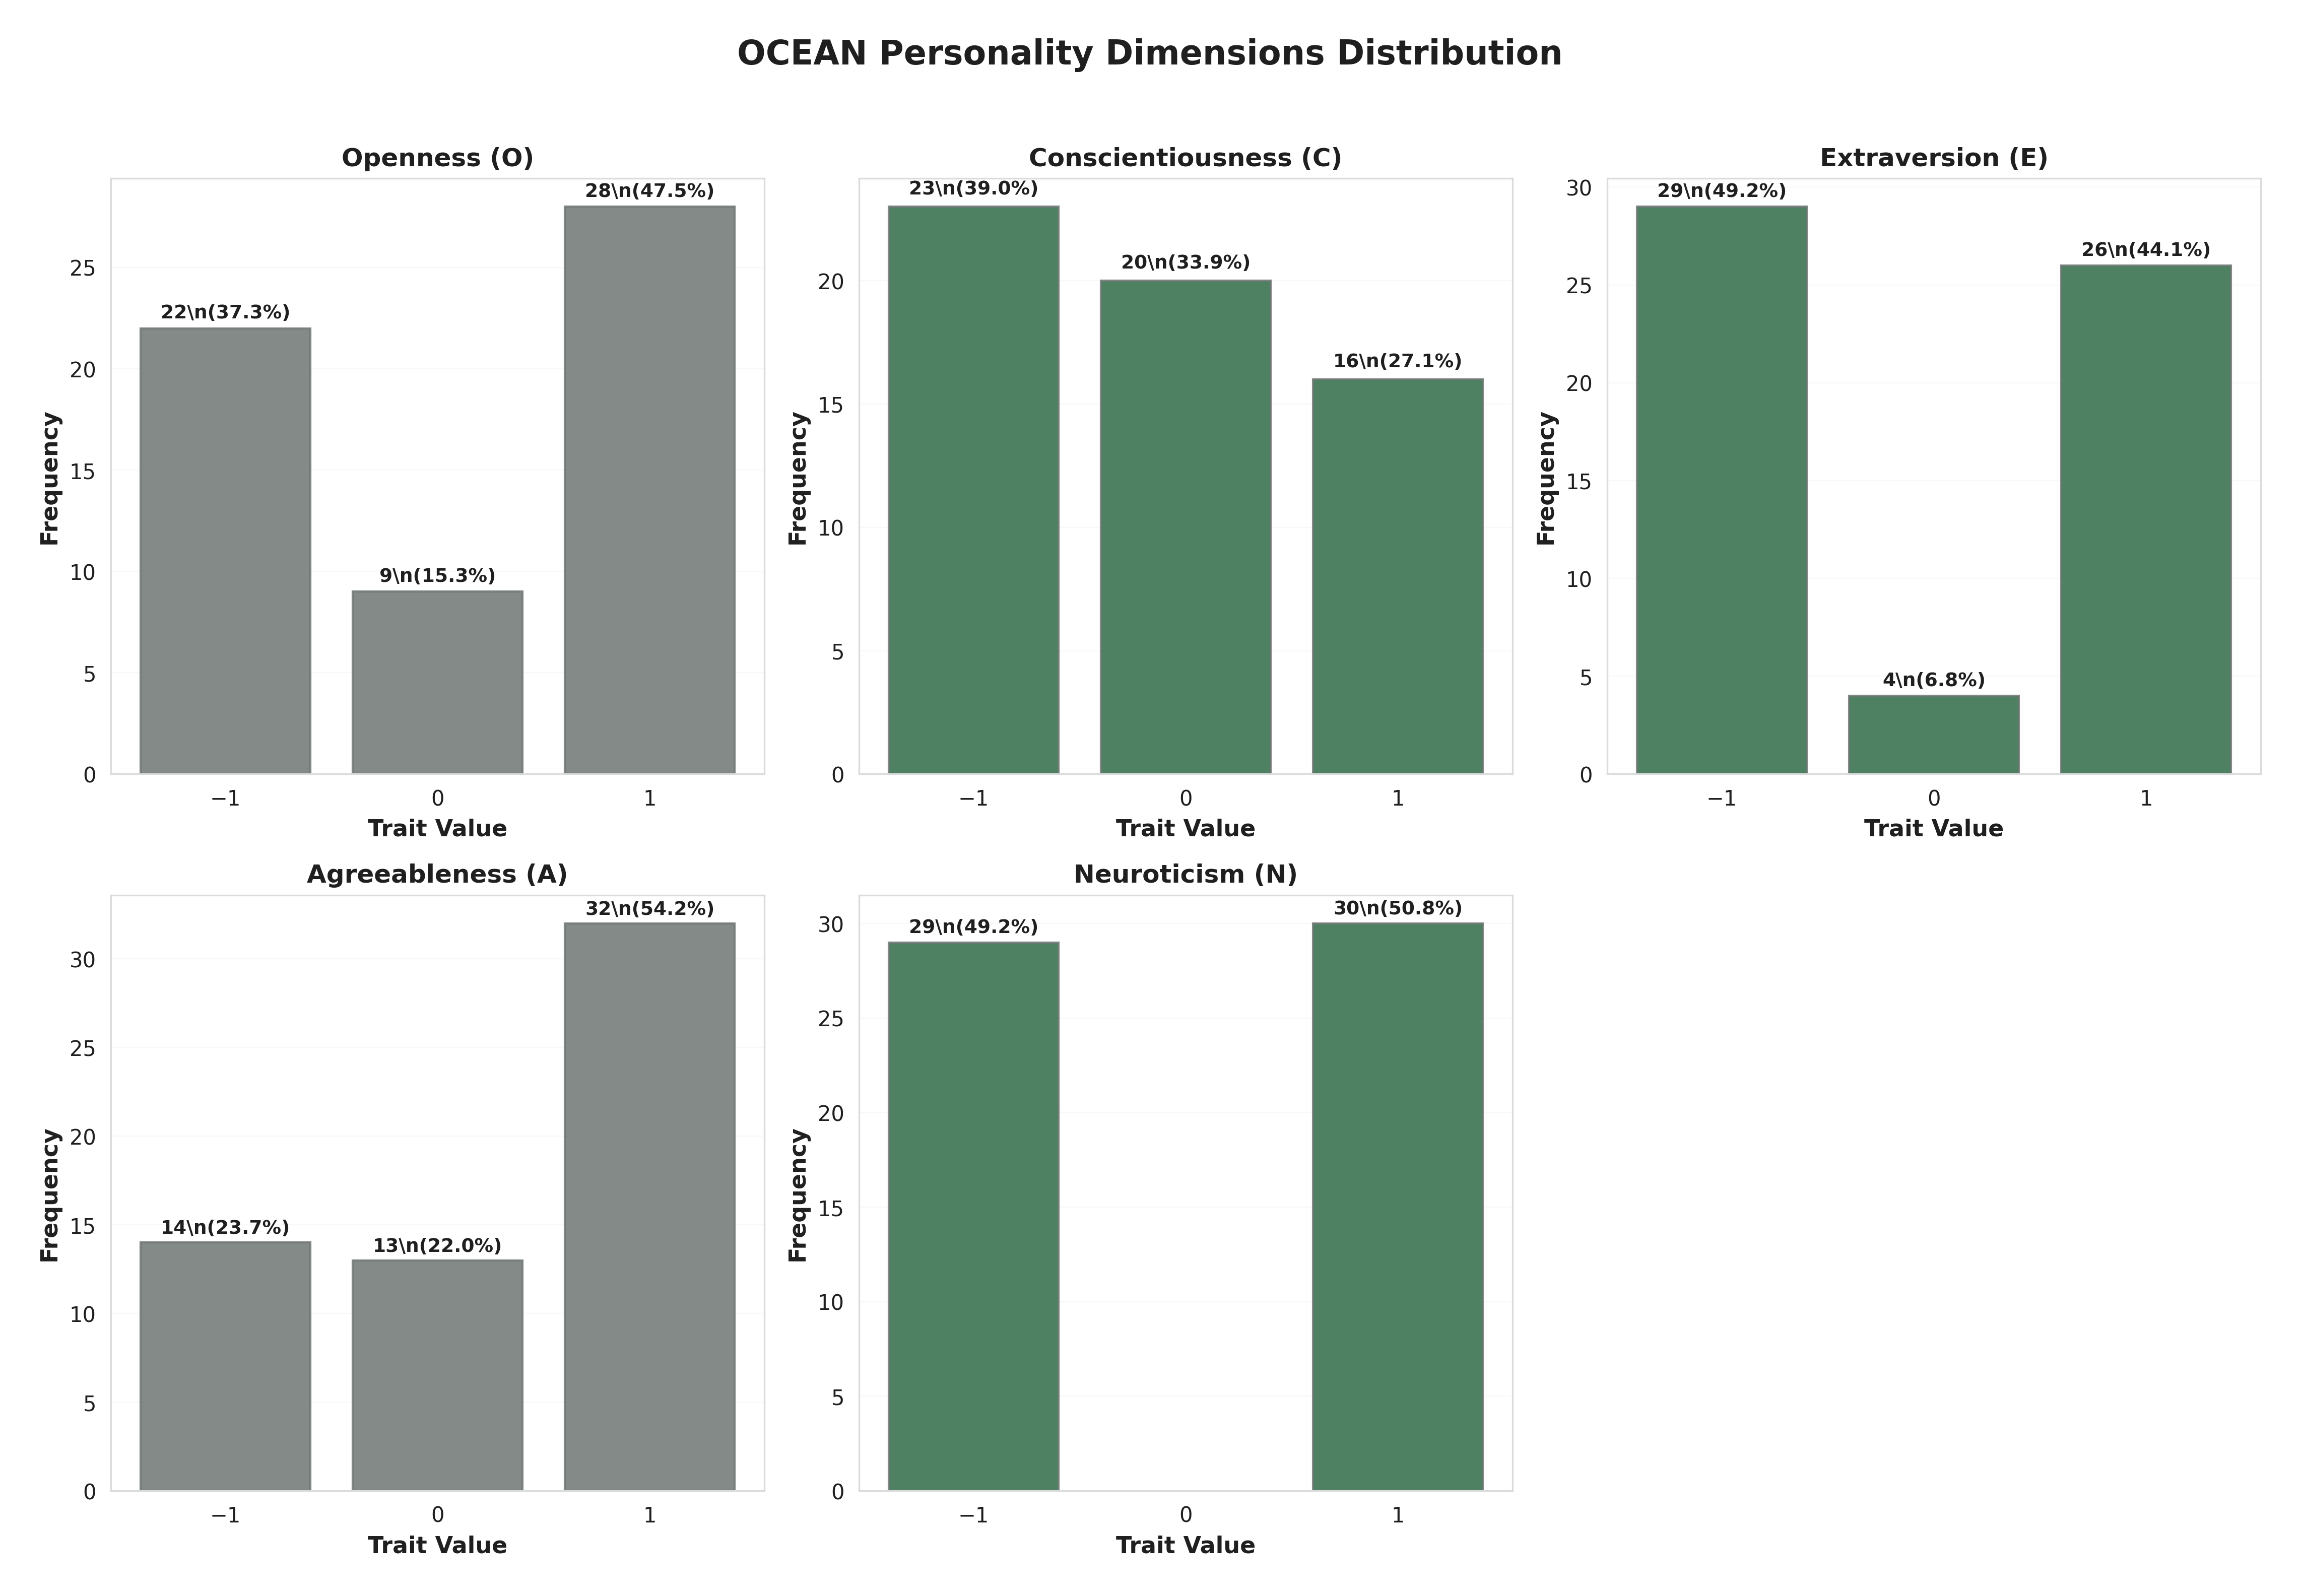 OCEAN Personality Dimensions Distribution
Openness (O)
Frequency
25
20
15
10
5
0
22\n(37.3%)
9\n(15.3%)
28\n(47.5%)
−1
0
1
Trait Value
Conscientiousness (C)
Frequency
20
15
10
5
0
23\n(39.0%)
20\n(33.9%)
16\n(27.1%)
−1
0
1
Trait Value
Extraversion (E)
Frequency
30
25
20
15
10
5
0
29\n(49.2%)
4\n(6.8%)
26\n(44.1%)
−1
0
1
Trait Value
Agreeableness (A)
Frequency
30
25
20
15
10
5
0
14\n(23.7%)
13\n(22.0%)
32\n(54.2%)
−1
0
1
Trait Value
Neuroticism (N)
Frequency
30
25
20
15
10
5
0
29\n(49.2%)
30\n(50.8%)
−1
0
1
Trait Value